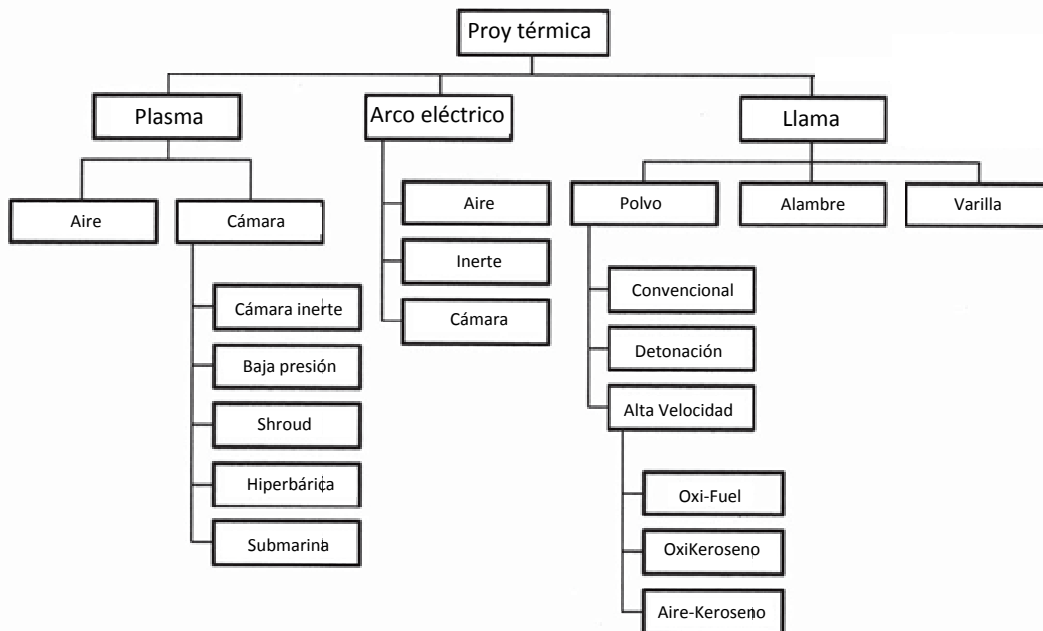 Proy térmica
Plasma
Arco eléctrico
Llama
Aire
Cámara
Cámara inerte
Baja presión
Shroud
Hiperbárica
Submarina
Aire
Inerte
Cámara
Polvo
Alambre
Varilla
Convencional
Detonación
Alta Velocidad
Oxi-Fuel
OxiKeroseno
Aire-Keroseno